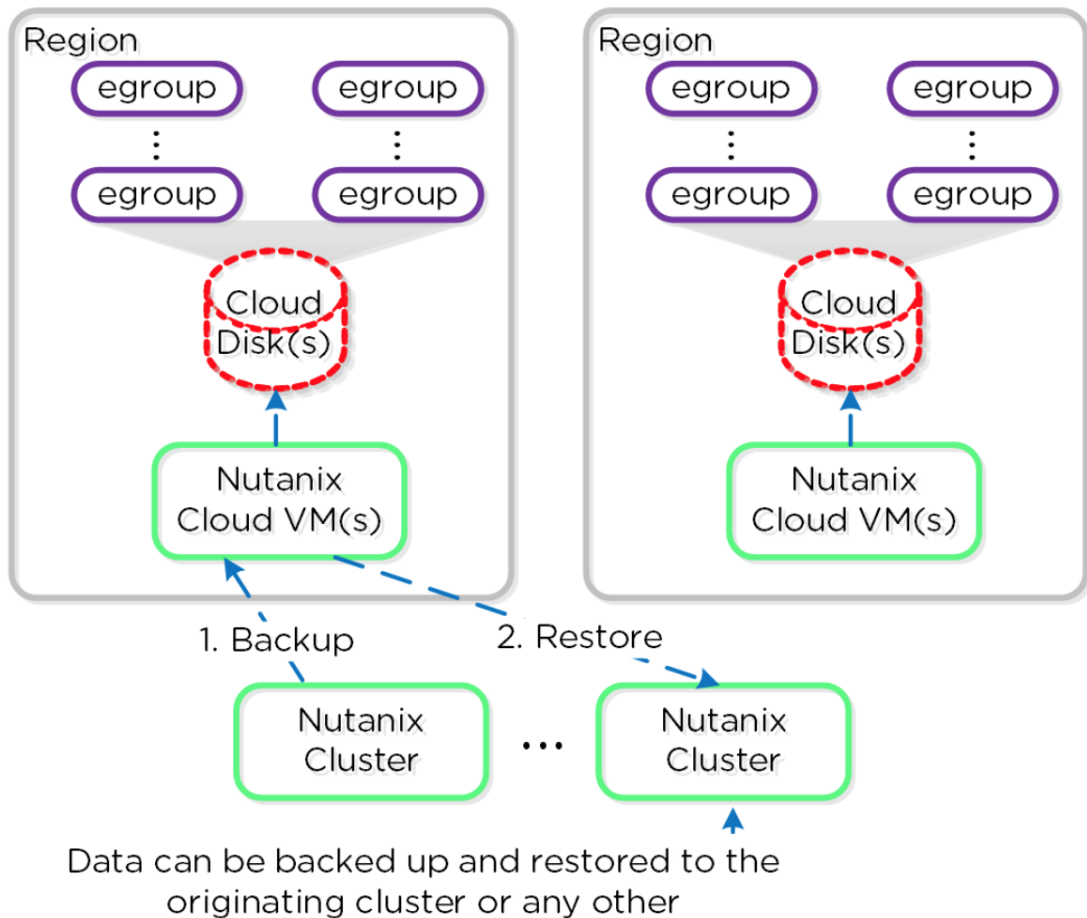 Region
egroup
egroup
egroup
egroup
Cloud
Disk(s)
Nutanix
Cloud VM(s)
Region
egroup
egroup
egroup
egroup
Cloud
Disk(s)
Nutanix
Cloud VM(s)
1. Backup
2. Restore
Nutanix
Cluster
Nutanix
Cluster
Data can be backed up and restored to the
originating cluster or any other